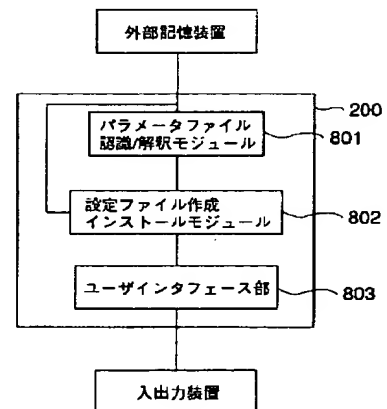 外部記憶装置
200
パラメータファイル
認識/解釈モジュール
801
設定ファイル作成
インストールモジュール
802
ユーザインタフェース部
803
入出力装置